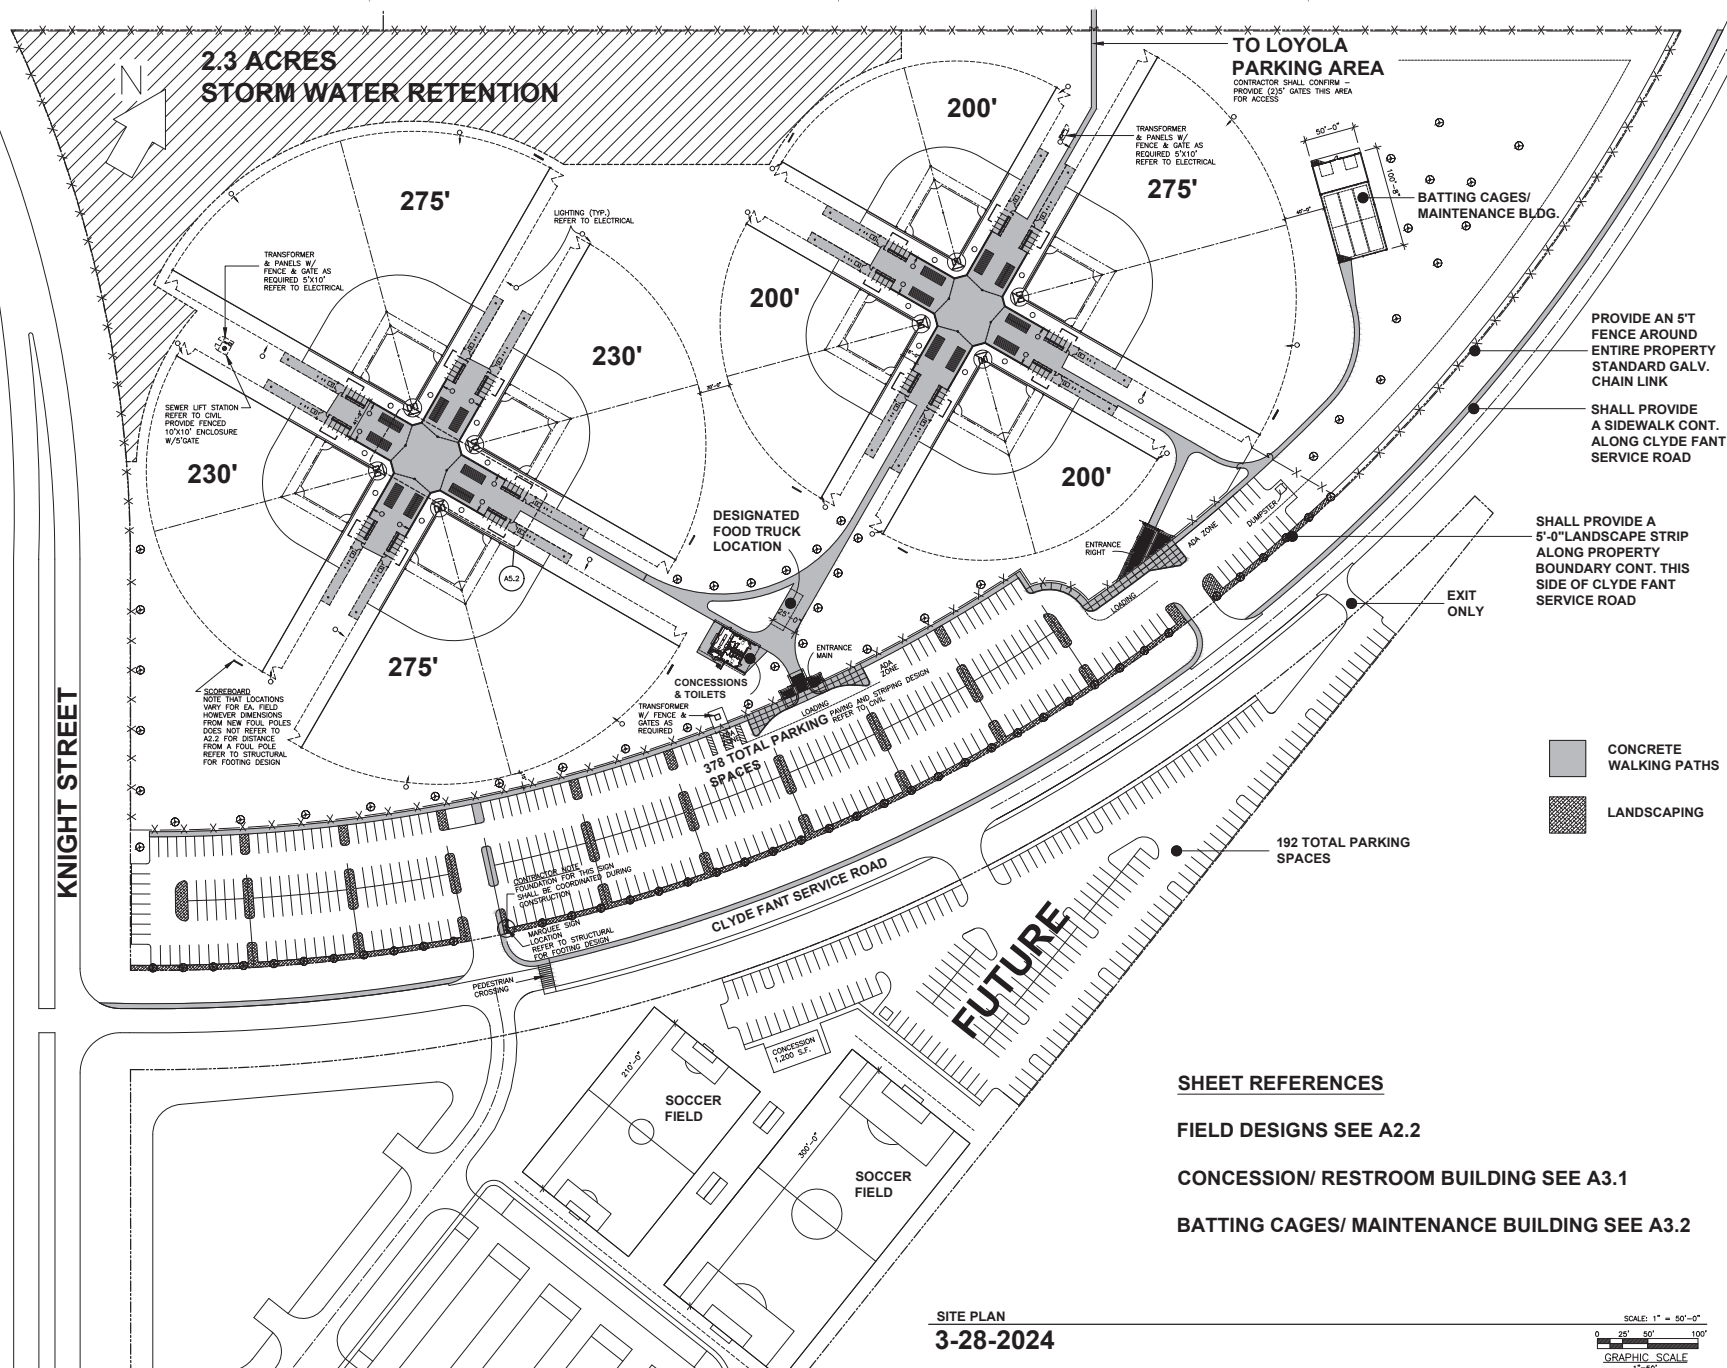 2.3 ACRES
STORM WATER RETENTION
N
TO LOYOLA
PARKING AREA
CONTRACTOR SHALL CONFIRM -
PROVIDE (2)5' GATES THIS AREA
FOR ACCESS
200'
TRANSFORMER
& PANELS W/
FENCE & GATE AS
REQUIRED 5'X10'
REFER TO ELECTRICAL
275'
50'-0"
100'-8"
BATTING CAGES/
MAINTENANCE BLDG.
275'
LIGHTING (TYP.)
REFER TO ELECTRICAL
TRANSFORMER
& PANELS W/
FENCE & GATE AS
REQUIRED 5'X10'
REFER TO ELECTRICAL
200'
230'
PROVIDE AN 5'T
FENCE AROUND
ENTIRE PROPERTY
STANDARD GALV.
CHAIN LINK
SEWER LIFT STATION
REFER TO CIVIL
PROVIDE FENCED
10'X10' ENCLOSURE
W/5'GATE
SHALL PROVIDE
A SIDEWALK CONT.
ALONG CLYDE FANT
SERVICE ROAD
230'
200'
DESIGNATED
FOOD TRUCK
LOCATION
DUMPSTER
ADA ZONE
ENTRANCE
RIGHT
SHALL PROVIDE A
5'-0"LANDSCAPE STRIP
ALONG PROPERTY
BOUNDARY CONT. THIS
SIDE OF CLYDE FANT
SERVICE ROAD
A5.2
LOADING
EXIT
ONLY
25'-0"
275'
ENTRANCE
MAIN
ADA
ZONE
CONCESSIONS
& TOILETS
SCOREBOARD
NOTE THAT LOCATIONS
VARY FOR EA. FIELD
HOWEVER DIMENSIONS
FROM NEW FOUL POLES
DOES NOT REFER TO
A2.2 FOR DISTANCE
FROM A FOUL POLE
REFER TO STRUCTURAL
FOR FOOTING DESIGN
TRANSFORMER
W/ FENCE &
GATES AS
REQUIRED
LOADING
PAVING AND STRIPING DESIGN
REFER TO CIVIL
ADA
ZONE
378 TOTAL PARKING
SPACES
KNIGHT STREET
CONCRETE
WALKING PATHS
LANDSCAPING
192 TOTAL PARKING
SPACES
CONTRACTOR NOTE
FOUNDATION FOR THIS SIGN
SHALL BE COORDINATED DURING
CONSTRUCTION
MARQUEE SIGN
LOCATION
REFER TO STRUCTURAL
FOR FOOTING DESIGN
CLYDE FANT SERVICE ROAD
PEDESTRIAN
CROSSING
FUTURE
CONCESSION
1,200 S.F.
210'-0"
SOCCER
FIELD
300'-0"
SOCCER
FIELD
SHEET REFERENCES
FIELD DESIGNS SEE A2.2
CONCESSION/ RESTROOM BUILDING SEE A3.1
BATTING CAGES/ MAINTENANCE BUILDING SEE A3.2
SITE PLAN
3-28-2024
SCALE: 1" = 50'-0"
0 25' 50' 100'
GRAPHIC SCALE
1"=50'